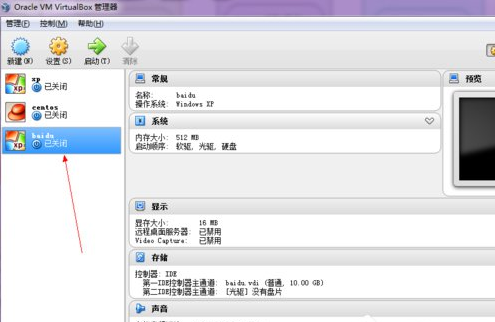 Oracle VM VirtualBox 管理器
管理(F) 控制(M) 帮助(H)
新建(N) 设置(S) 启动(T) 清除
xp
已关闭
centos
已关闭
baidu
已关闭
常规
名称: baidu
操作系统: Windows XP
系统
内存大小: 512 MB
启动顺序: 软驱, 光驱, 硬盘
预览
显示
显存大小: 16 MB
远程桌面服务器: 已禁用
Video Capture: 已禁用
存储
控制器: IDE
第一IDE控制器主通道: baidu.vdi (普通, 10.00 GB)
第二IDE控制器主通道: [光驱] 没有盘片
声音